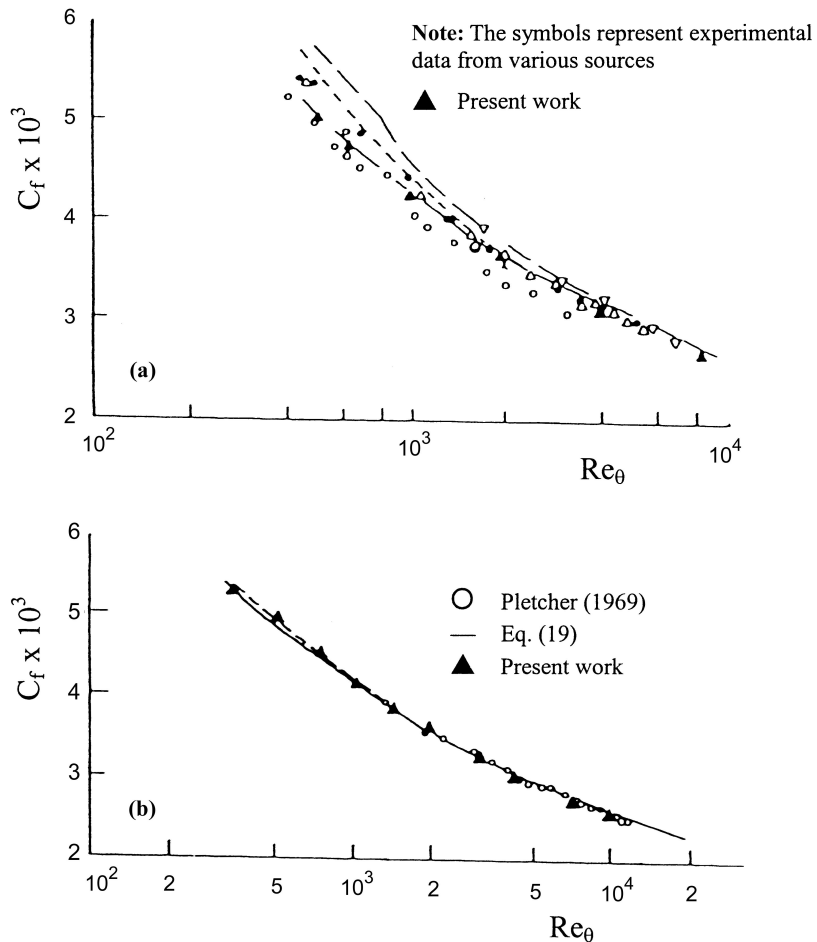 6
Note: The symbols represent experimental
data from various sources
Present work
5
C_f x 10^3
4
3
(a)
2
10^2
10^3
10^4
Re_θ
6
Pletcher (1969)
5
Eq. (19)
Present work
C_f x 10^3
4
3
(b)
2
10^2 2 5 10^3 2 5 10^4 2
Re_θ